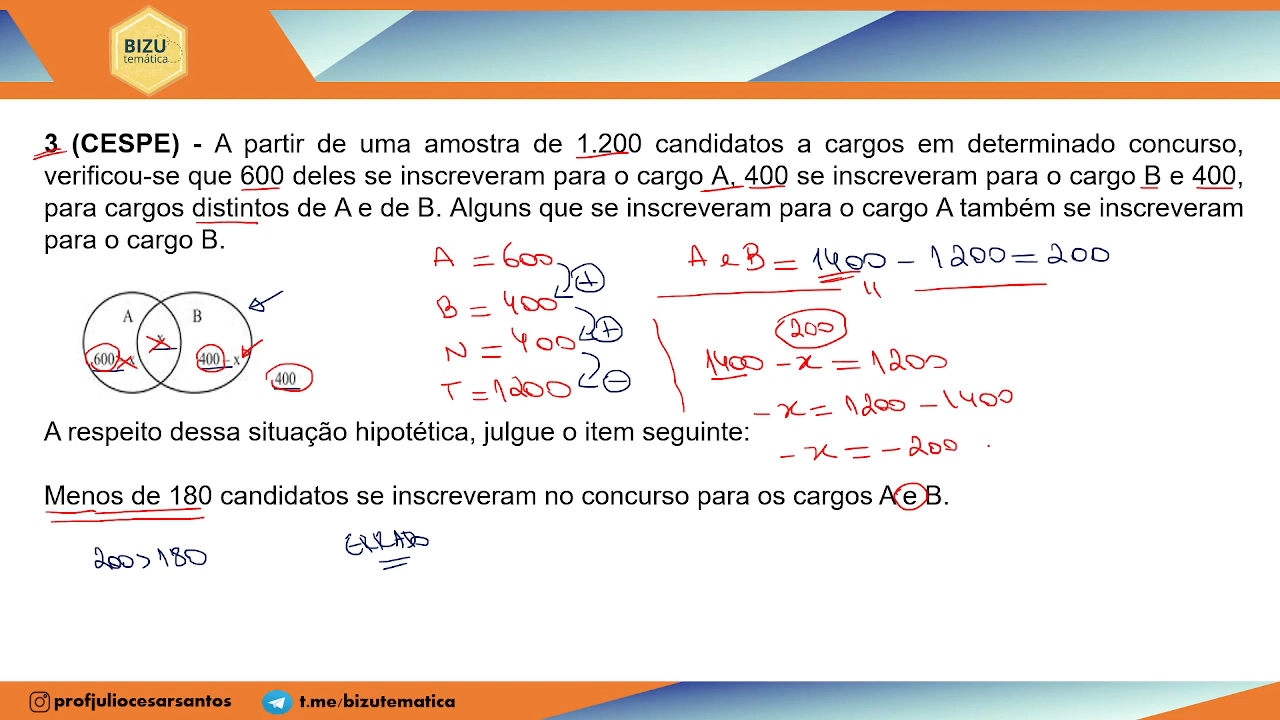 BIZU
temática
3 (CESPE) - A partir de uma amostra de 1.200 candidatos a cargos em determinado concurso,
verificou-se que 600 deles se inscreveram para o cargo A, 400 se inscreveram para o cargo B e 400,
para cargos distintos de A e de B. Alguns que se inscreveram para o cargo A também se inscreveram
para o cargo B.
A = 600
B = 400
N = 400
T = 1200
+
+
-
A e B = 1400 - 1200 = 200
"
200
1400 - x = 1200
- x = 1200 - 1400
- x = - 200
A B
x
600 - x
400 - x
400
A respeito dessa situação hipotética, julgue o item seguinte:
Menos de 180 candidatos se inscreveram no concurso para os cargos A e B.
200 > 180
ERRADO
profjuliocesarsantos
t.me/bizutematica